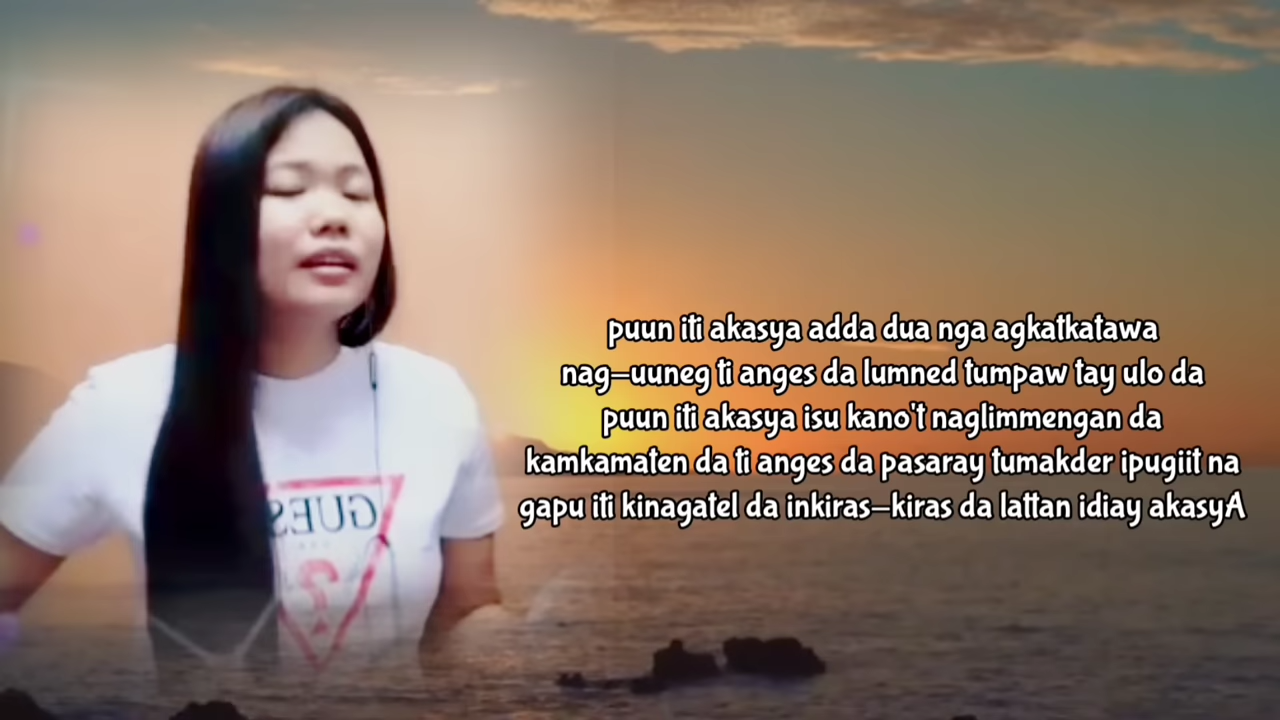 puun iti akasya adda dua nga agkatkatawa
nag-uuneg ti anges da lumned tumpaw tay ulo da
puun iti akasya isu kano't naglimmengan da
kamkamaten da ti anges da pasaray tumakder ipugiit na
gapu iti kinagatel da inkiras-kiras da lattan idiay akasyA
GUES